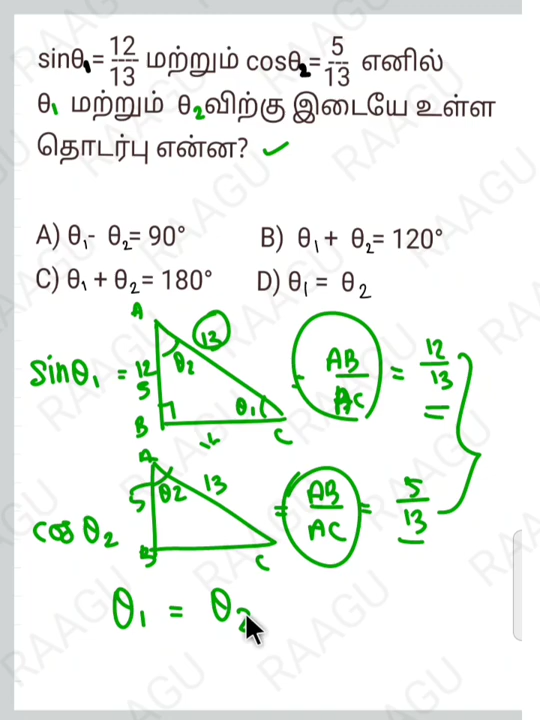 sinθ₁= 12/13 மற்றும் cosθ₂= 5/13 எனில்
θ₁ மற்றும் θ₂விற்கு இடையே உள்ள
தொடர்பு என்ன? ✓
A) θ₁- θ₂= 90° B) θ₁ + θ₂= 120°
C) θ₁ + θ₂= 180° D) θ₁ = θ₂
A
13
sinθ₁ = 12 θ₂ AB/AC = 12/13
5
B θ₁ C
A
5 θ2 13 = AB/AC = 5/13
cos θ₂
B C
θ₁ = θ₂
RAAGU